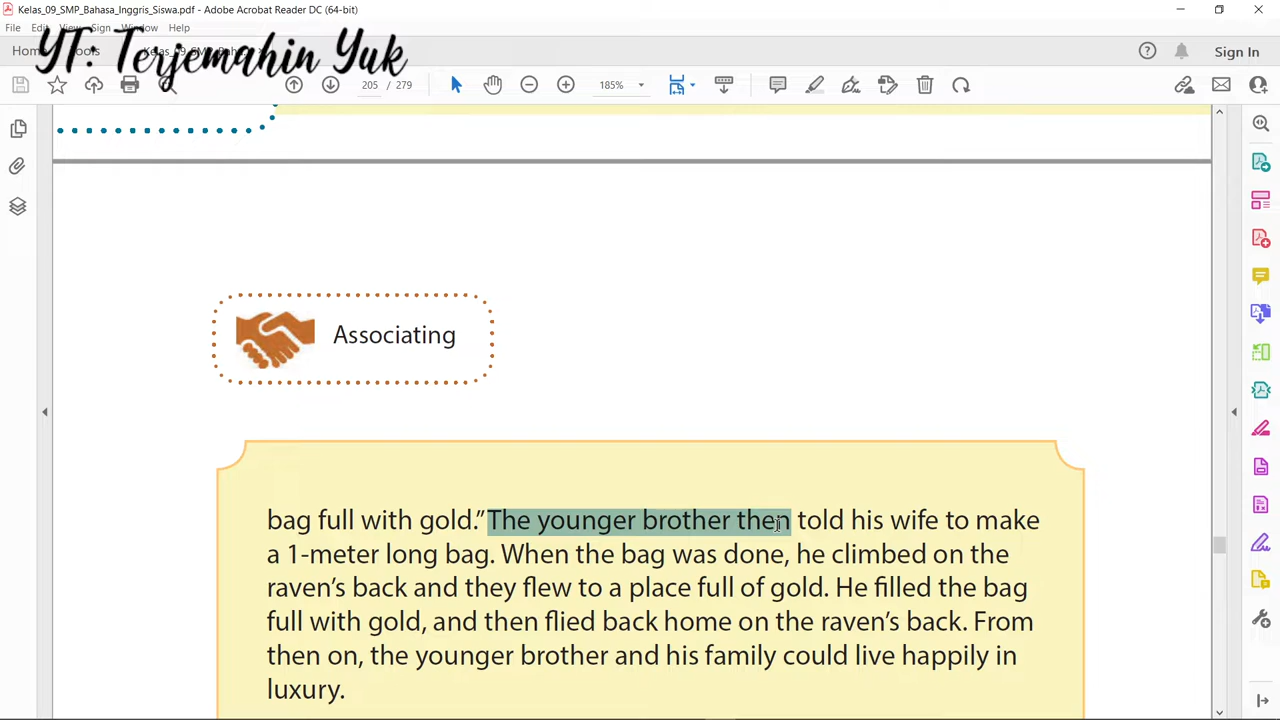 Kelas_09_SMP_Bahasa_Inggris_Siswa.pdf - Adobe Acrobat Reader DC (64-bit)
File Edit View Sign Window Help
YT: Terjemahin Yuk
Home Tools Kelas_09_SMP_Bah...
Sign In
205 / 279
185%
Associating
bag full with gold.” The younger brother then told his wife to make
a 1-meter long bag. When the bag was done, he climbed on the
raven’s back and they flew to a place full of gold. He filled the bag
full with gold, and then flied back home on the raven’s back. From
then on, the younger brother and his family could live happily in
luxury.